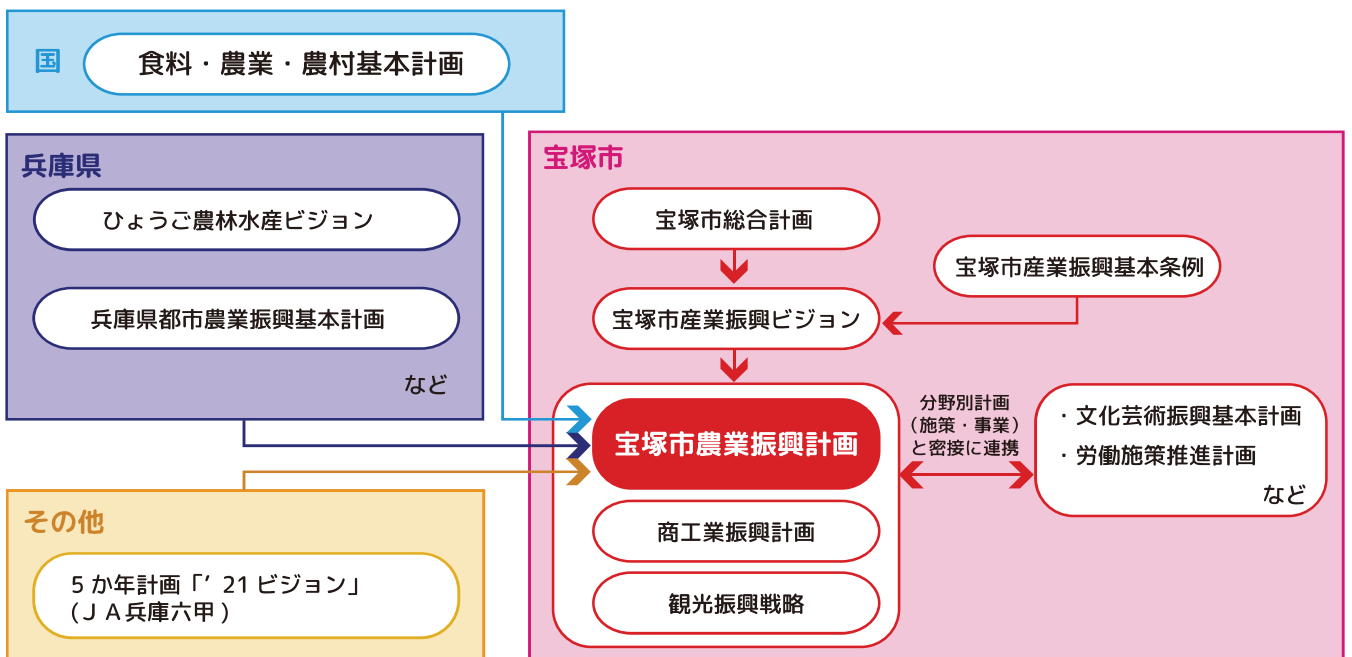 国
食料・農業・農村基本計画
兵庫県
ひょうご農林水産ビジョン
兵庫県都市農業振興基本計画
など
その他
5か年計画「’21ビジョン」
(ＪＡ兵庫六甲)
宝塚市
宝塚市総合計画
宝塚市産業振興基本条例
宝塚市産業振興ビジョン
宝塚市農業振興計画
商工業振興計画
観光振興戦略
分野別計画
（施策・事業）
と密接に連携
・文化芸術振興基本計画
・労働施策推進計画
など